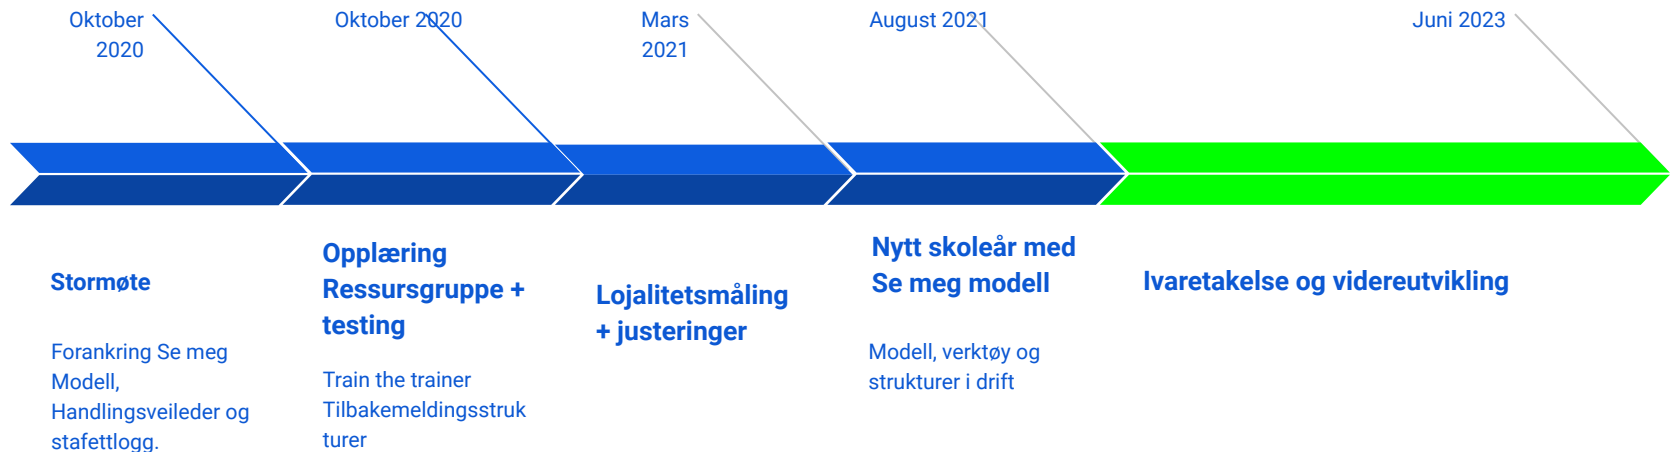 Oktober
2020
Oktober 2020
Mars
2021
August 2021
Juni 2023
Stormøte
Forankring Se meg
Modell,
Handlingsveileder og
stafettlogg.
Opplæring
Ressursgruppe +
testing
Train the trainer
Tilbakemeldingsstruk
turer
Lojalitetsmåling
+ justeringer
Nytt skoleår med
Se meg modell
Modell, verktøy og
strukturer i drift
Ivaretakelse og videreutvikling